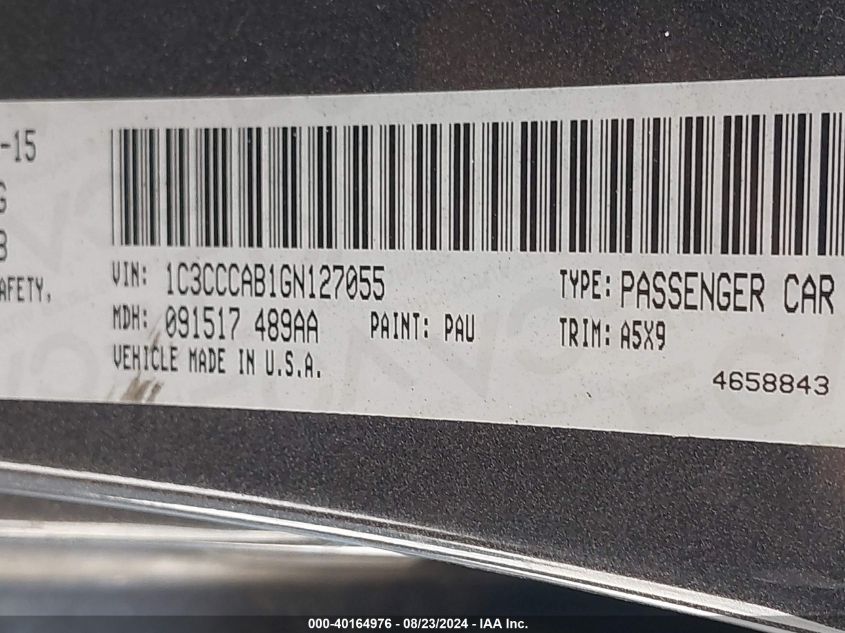 -15
G
B
AFETY,
VIN: 1C3CCCAB1GN127055
TYPE: PASSENGER CAR
MDH: 091517 489AA
PAINT: PAU
TRIM: A5X9
VEHICLE MADE IN U.S.A.
4658843
000-40164976 - 08/23/2024 - IAA Inc.